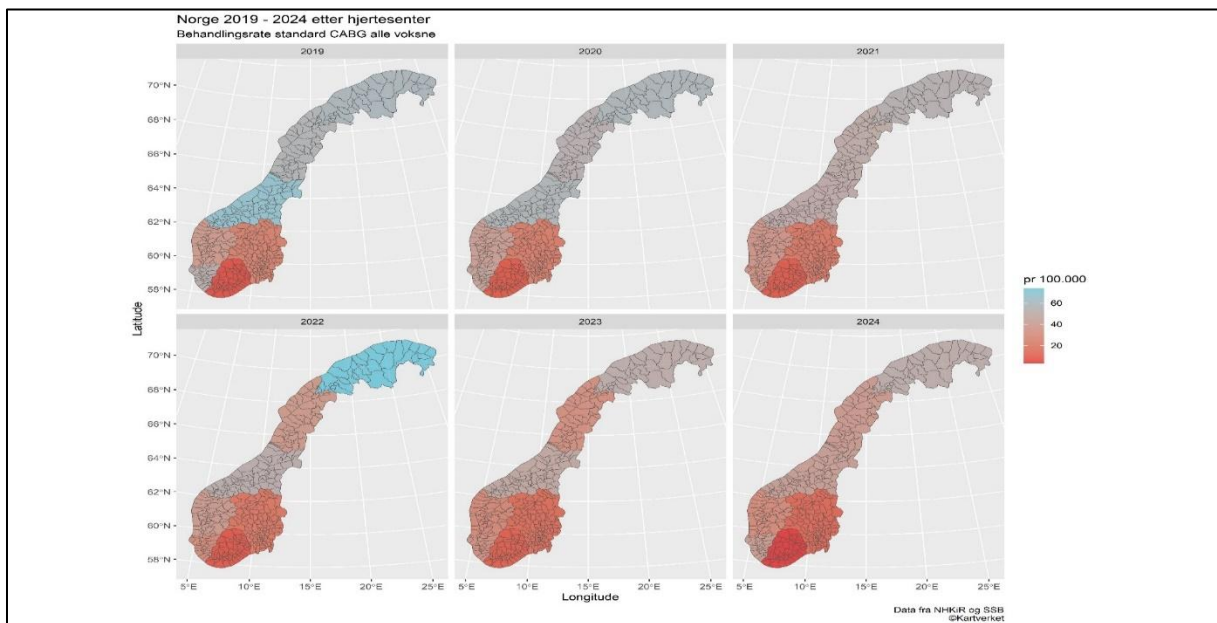 Norge 2019 - 2024 etter hjertesenter
Behandlingsrate standard CABG alle voksne
2019
2020
2021
70°N
68°N
66°N
64°N
62°N
60°N
58°N
Latitude
2022
2023
2024
70°N
68°N
66°N
64°N
62°N
60°N
58°N
5°E 10°E 15°E 20°E 25°E
5°E 10°E 15°E 20°E 25°E
5°E 10°E 15°E 20°E 25°E
Longitude
pr 100.000
60
40
20
Data fra NHKiR og SSB
©Kartverket